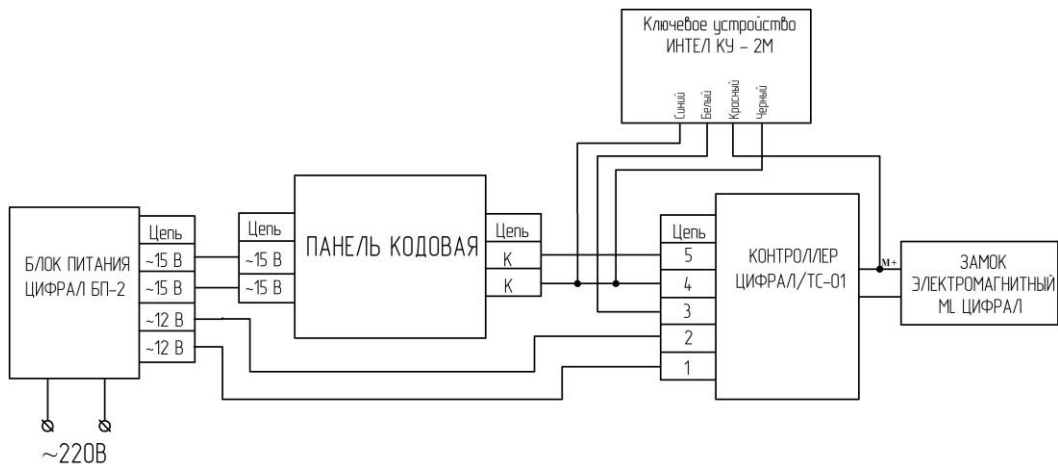 Ключевое устройство
ИНТЕЛ КУ - 2М
Синий
Белый
Красный
Черный
БЛОК ПИТАНИЯ
ЦИФРАЛ БП-2
Цепь
~15 В
~15 В
~12 В
~12 В
~220В
Цепь
~15 В
~15 В
ПАНЕЛЬ КОДОВАЯ
Цепь
К
К
Цепь
5
4
3
2
1
КОНТРОЛЛЕР
ЦИФРАЛ/ТС-01
М+
ЗАМОК
ЭЛЕКТРОМАГНИТНЫЙ
ML ЦИФРАЛ